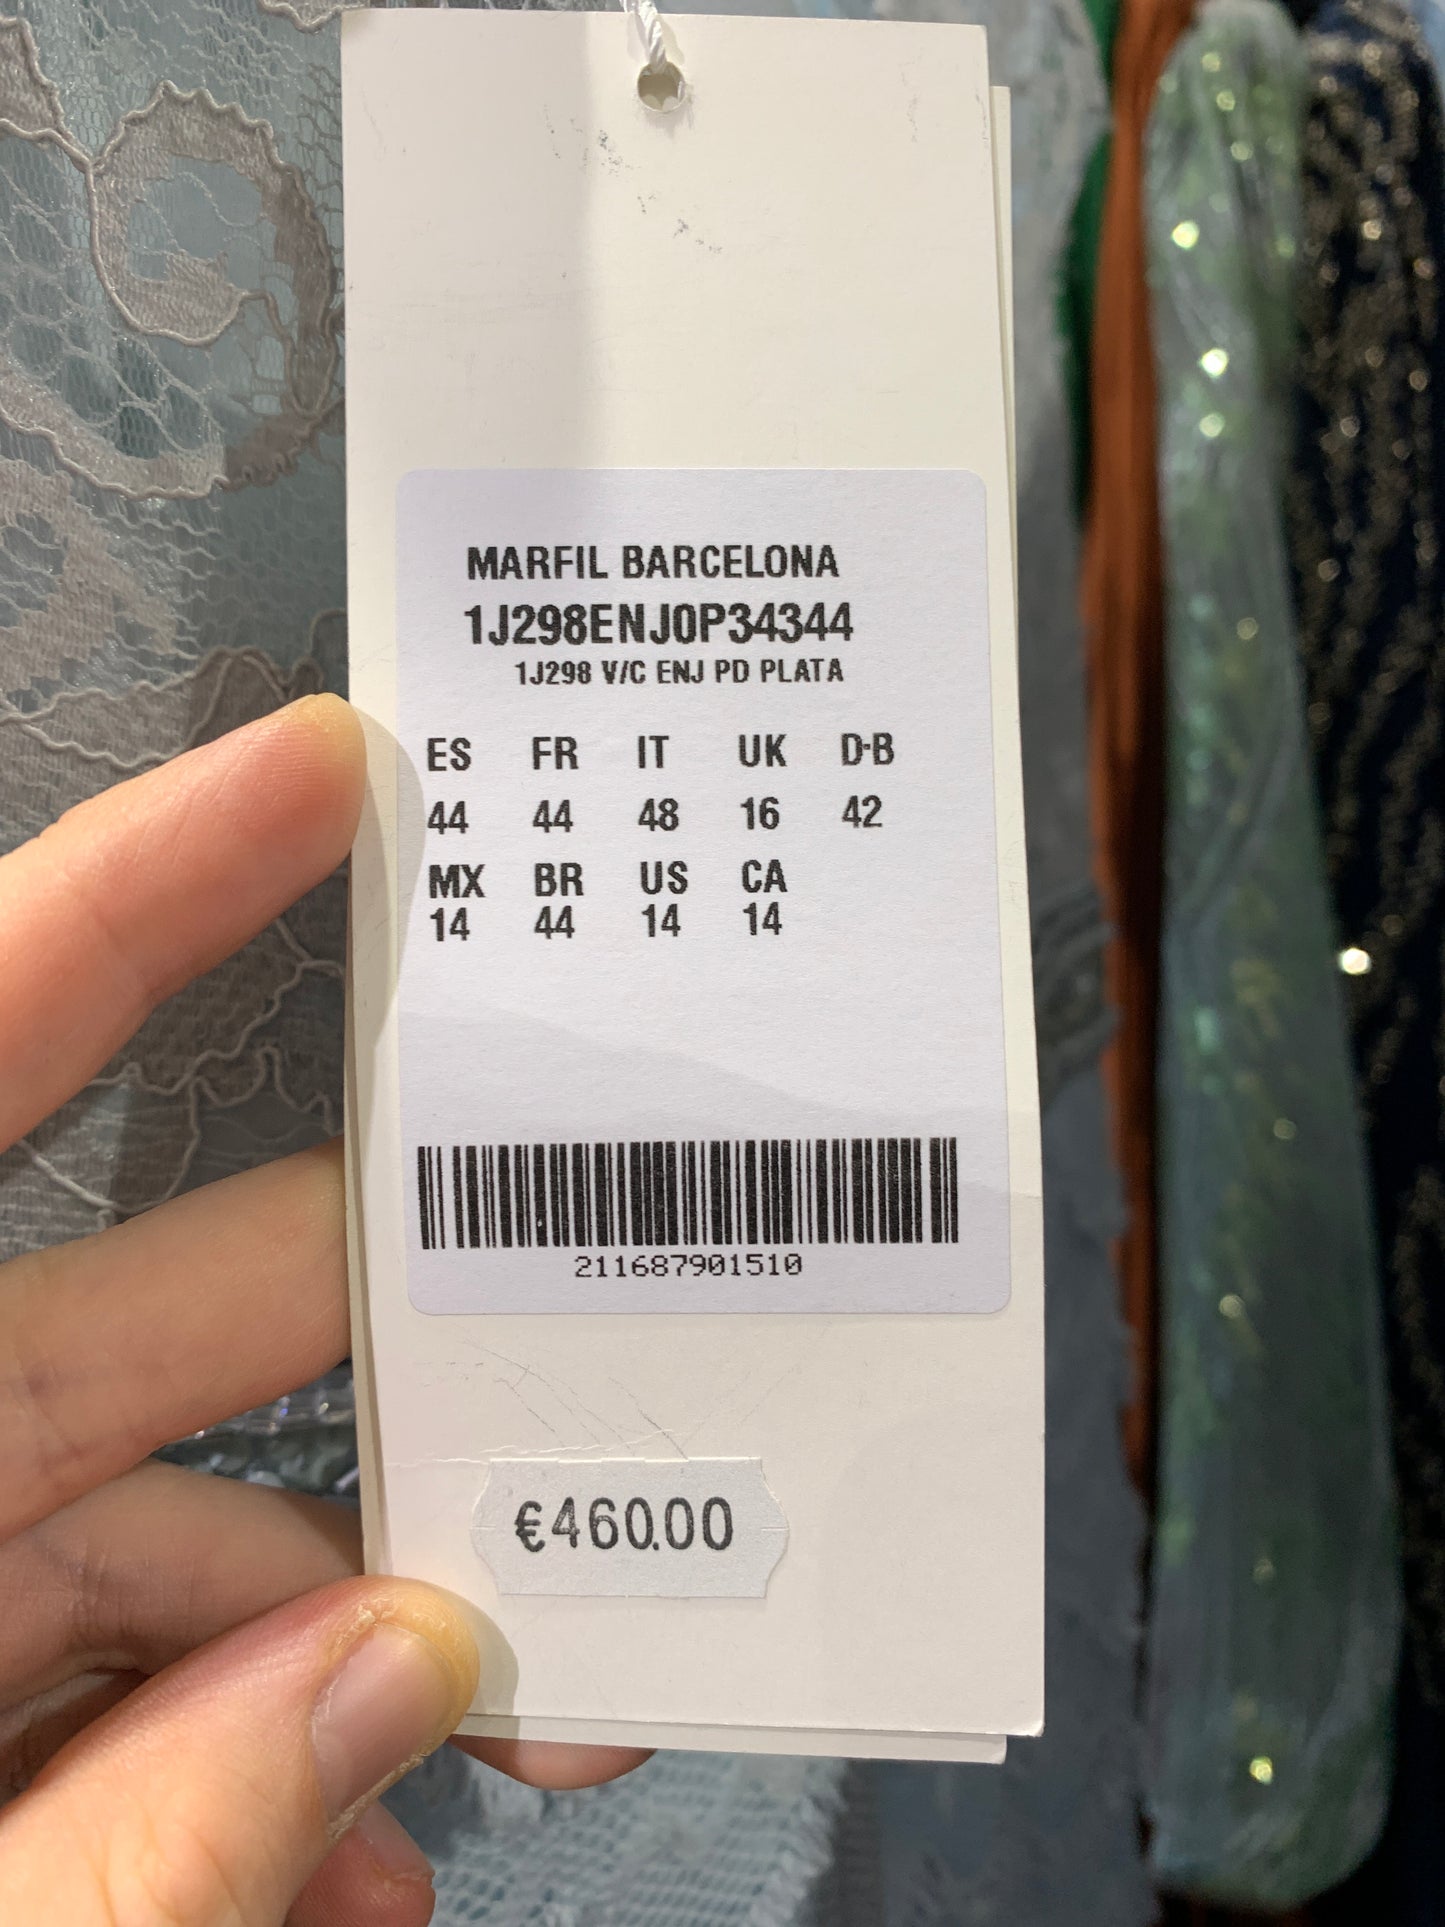 MARFIL BARCELONA
1J298ENJ0P34344
1J298 V/C ENJ PD PLATA
ES FR IT UK D-B
44 44 48 16 42
MX BR US CA
14 44 14 14
211687901510
€460.00